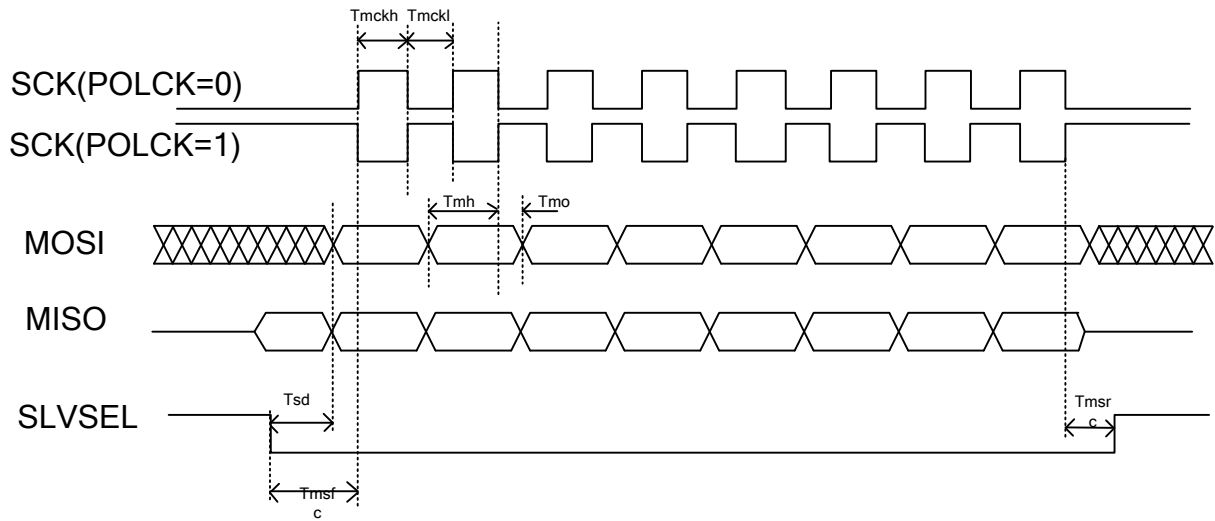 Tmckh Tmckl
SCK(POLCK=0)
SCK(POLCK=1)
Tmh Tmo
MOSI
MISO
Tsd
SLVSEL
Tmsr
c
Tmsf
c